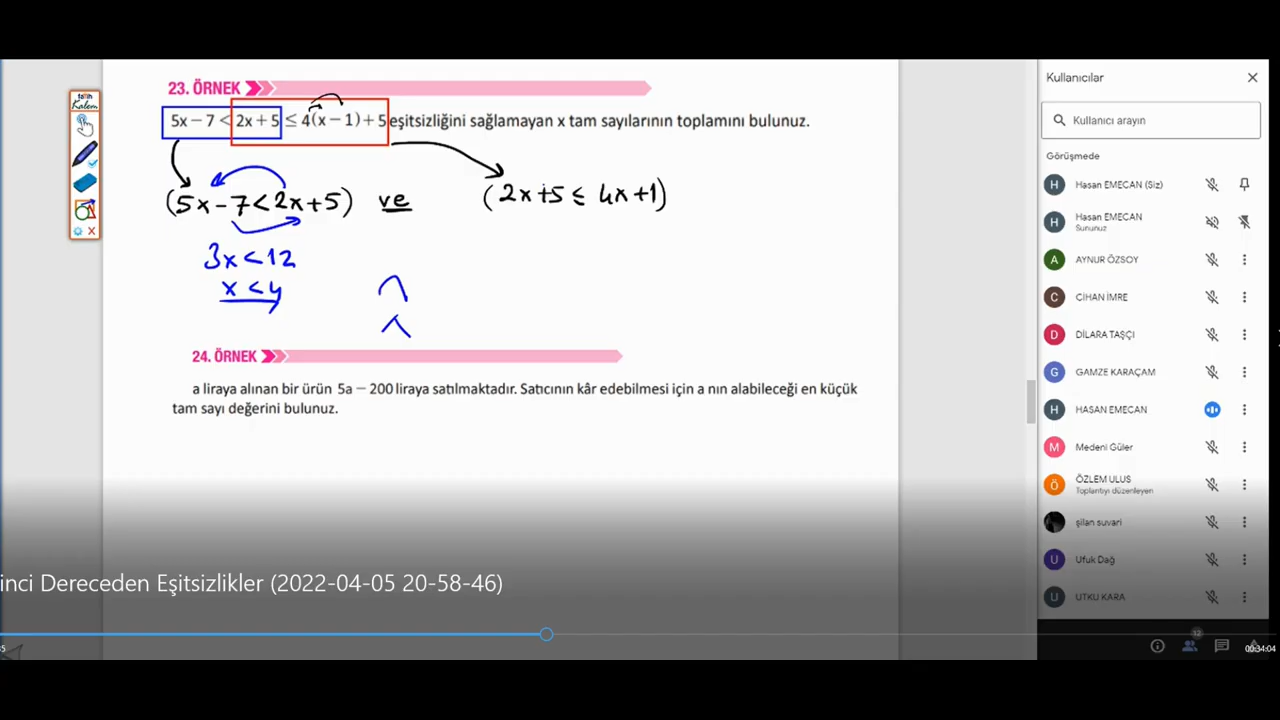 23. ÖRNEK
5x − 7 < 2x + 5 ≤ 4(x − 1) + 5 eşitsizliğini sağlamayan x tam sayılarının toplamını bulunuz.
(5x − 7 < 2x + 5) ve (2x + 5 ≤ 4x + 1)
3x < 12
x < 4
24. ÖRNEK
a liraya alınan bir ürün 5a − 200 liraya satılmaktadır. Satıcının kâr edebilmesi için a nın alabileceği en küçük
tam sayı değerini bulunuz.
Kalem
inci Dereceden Eşitsizlikler (2022-04-05 20-58-46)
Kullanıcılar
Kullanıcı arayın
Görüşmede
H Hasan EMECAN (Siz)
H Hasan EMECAN
Sununuz
A AYNUR ÖZSOY
C CİHAN İMRE
D DİLARA TAŞÇI
G GAMZE KARAÇAM
H HASAN EMECAN
M Medeni Güler
Ö ÖZLEM ULUS
Toplantıyı düzenleyen
şilan suvari
U Ufuk Dağ
U UTKU KARA
12
00:34:04